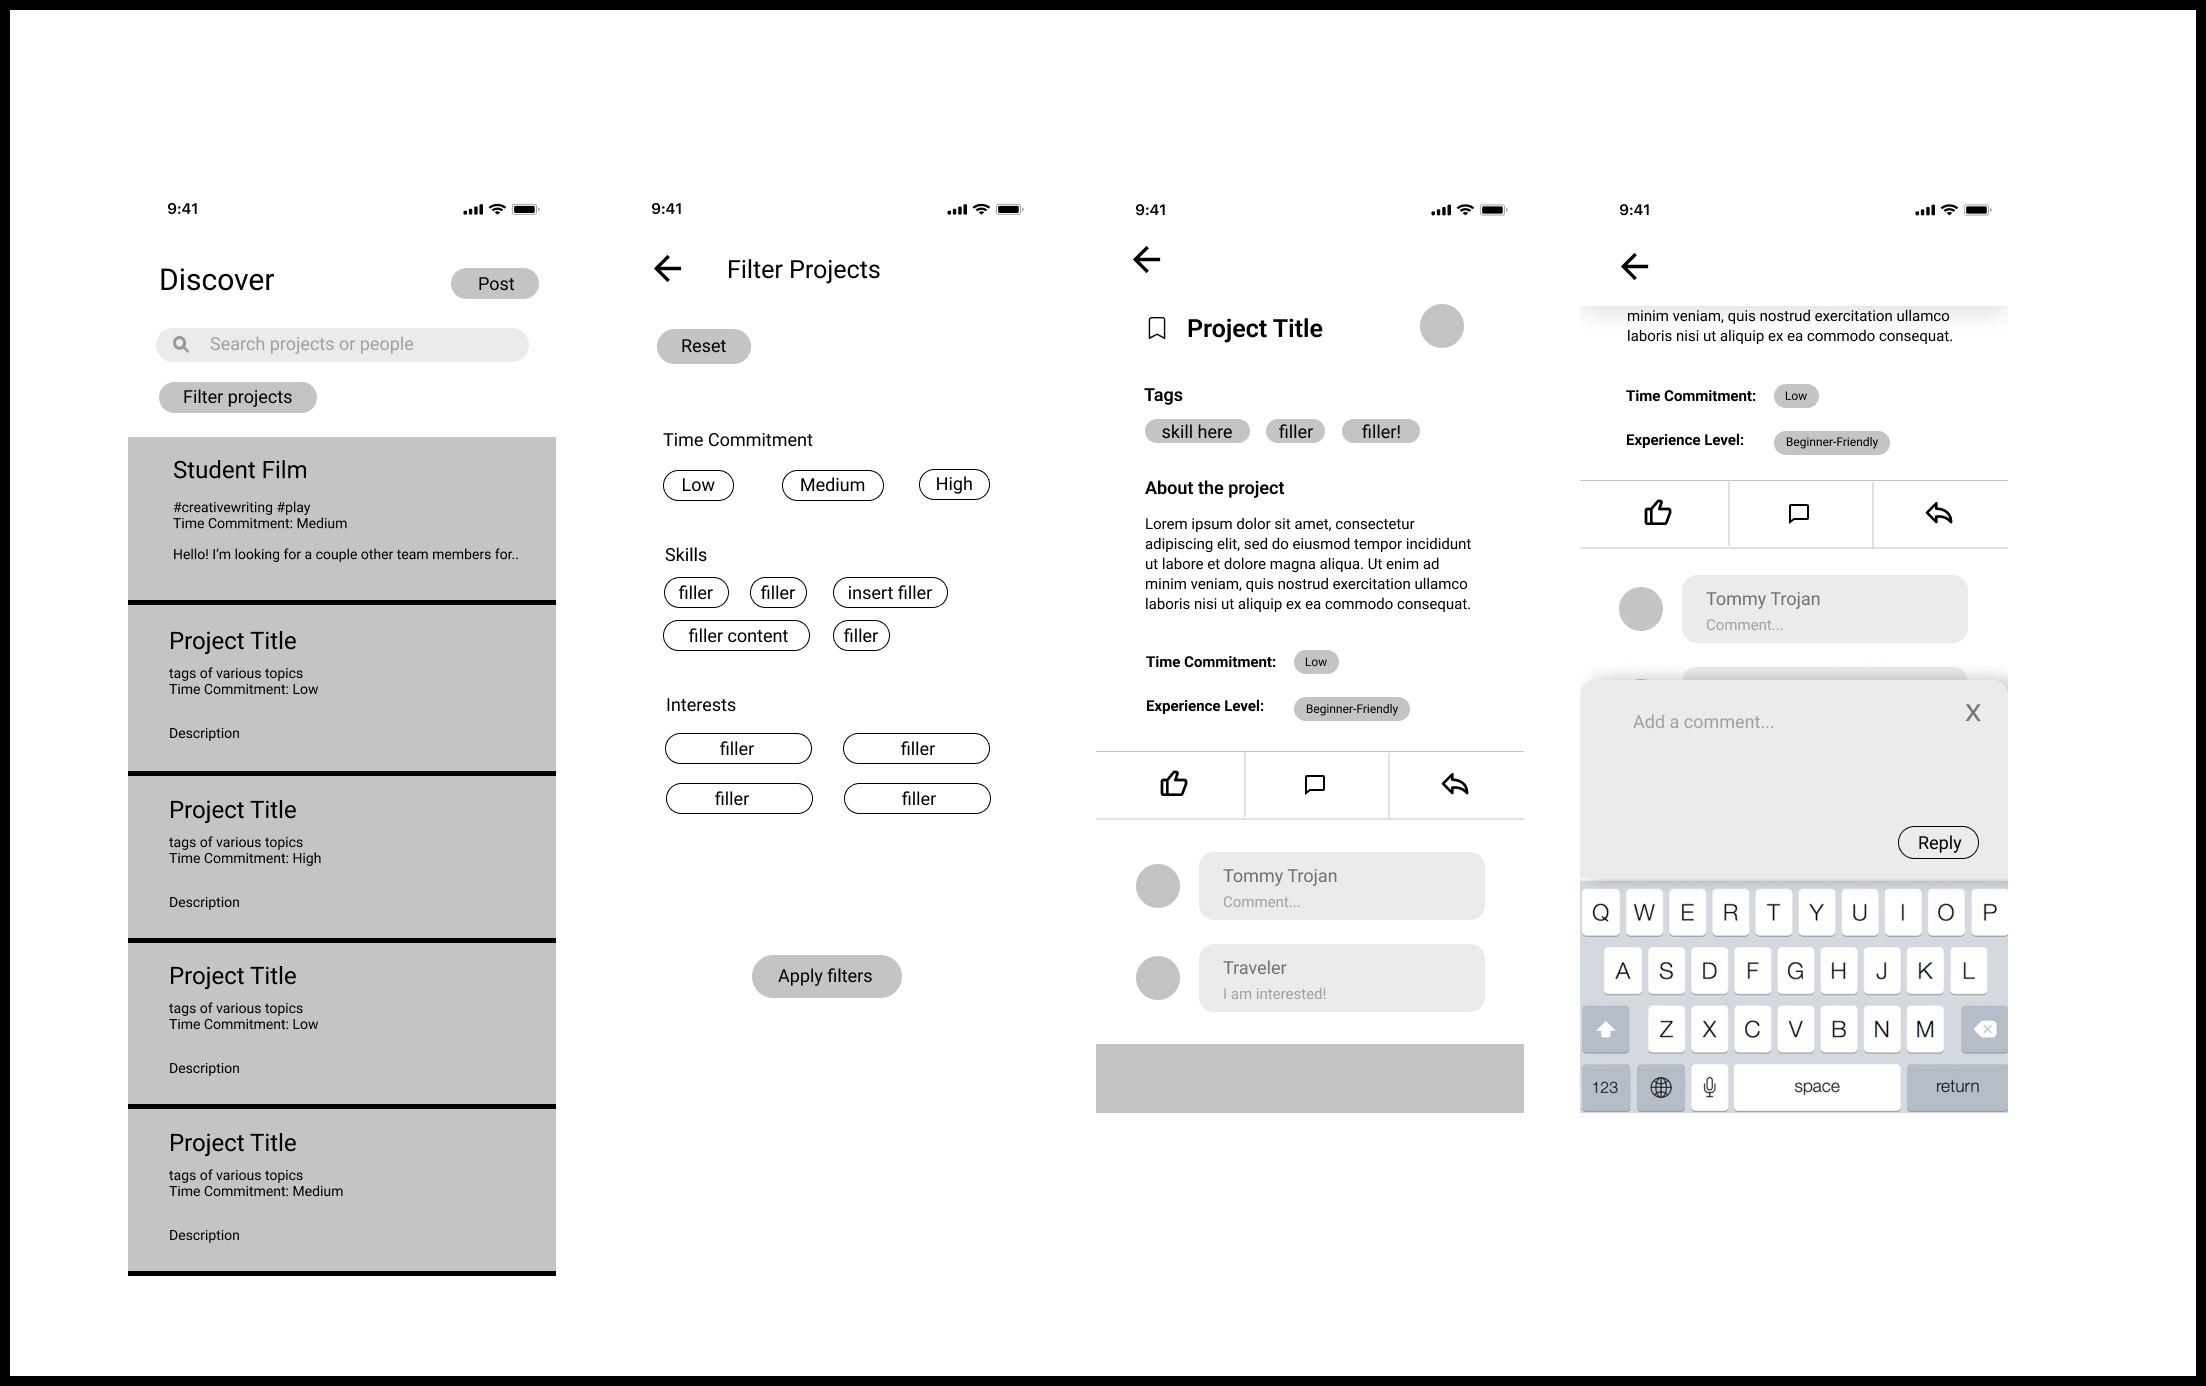 9:41
Discover
Post
Search projects or people
Filter projects
Student Film
#creativewriting #play
Time Commitment: Medium
Hello! I'm looking for a couple other team members for..
Project Title
tags of various topics
Time Commitment: Low
Description
Project Title
tags of various topics
Time Commitment: High
Description
Project Title
tags of various topics
Time Commitment: Low
Description
Project Title
tags of various topics
Time Commitment: Medium
Description
9:41
Filter Projects
Reset
Time Commitment
Low Medium High
Skills
filler filler insert filler
filler content filler
Interests
filler filler
filler filler
Apply filters
9:41
Project Title
Tags
skill here filler filler!
About the project
Lorem ipsum dolor sit amet, consectetur
adipiscing elit, sed do eiusmod tempor incididunt
ut labore et dolore magna aliqua. Ut enim ad
minim veniam, quis nostrud exercitation ullamco
laboris nisi ut aliquip ex ea commodo consequat.
Time Commitment: Low
Experience Level: Beginner-Friendly
Tommy Trojan
Comment...
Traveler
I am interested!
9:41
minim veniam, quis nostrud exercitation ullamco
laboris nisi ut aliquip ex ea commodo consequat.
Time Commitment: Low
Experience Level: Beginner-Friendly
Tommy Trojan
Comment...
Add a comment...
X
Reply
Q W E R T Y U I O P
A S D F G H J K L
Z X C V B N M
123 space return